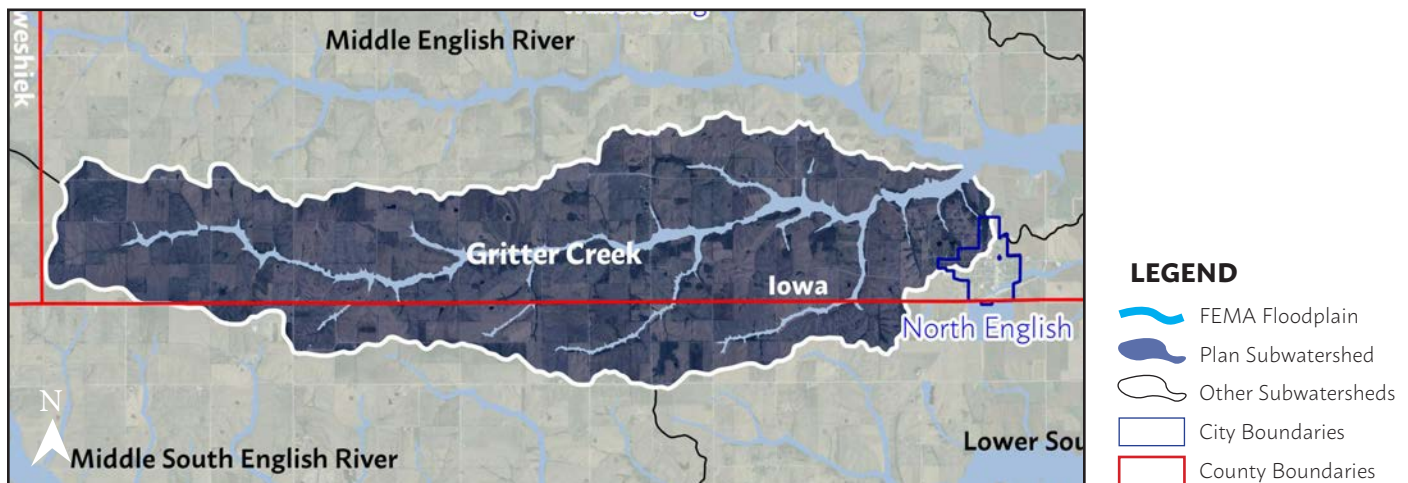 Middle English River
weshiek
Gritter Creek
Iowa
North English
N
Middle South English River
Lower Sou
LEGEND
FEMA Floodplain
Plan Subwatershed
Other Subwatersheds
City Boundaries
County Boundaries